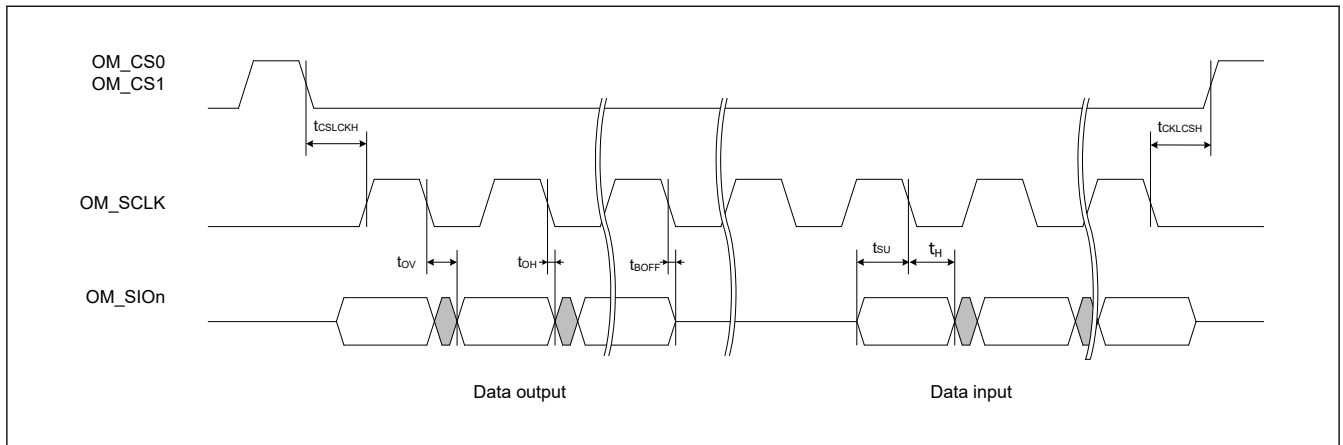 OM_CS0
OM_CS1
tCSLCKH
tCKLCSH
OM_SCLK
tOV
tOH
tBOFF
tSU
tH
OM_SIOn
Data output
Data input